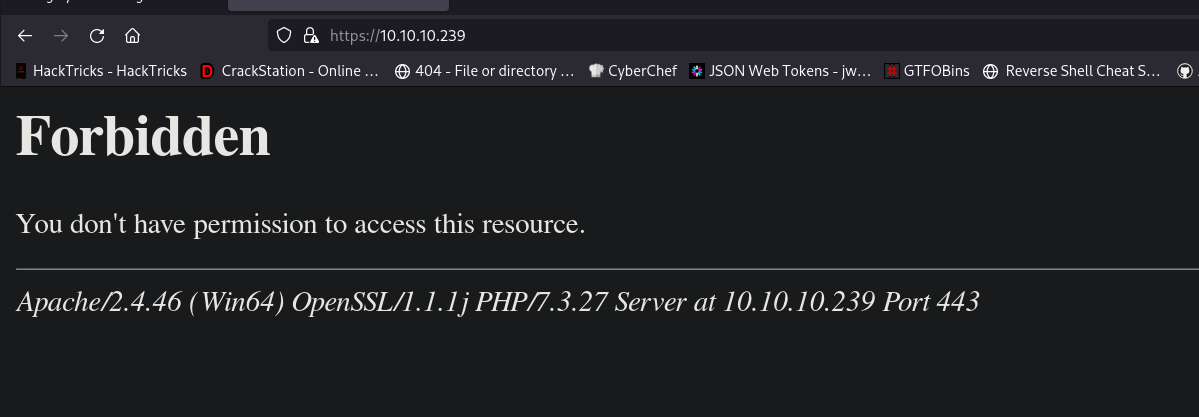 https://10.10.10.239
HackTricks - HackTricks CrackStation - Online ... 404 - File or directory ... CyberChef JSON Web Tokens - jw... GTFOBins Reverse Shell Cheat S...
Forbidden
You don't have permission to access this resource.
Apache/2.4.46 (Win64) OpenSSL/1.1.1j PHP/7.3.27 Server at 10.10.10.239 Port 443